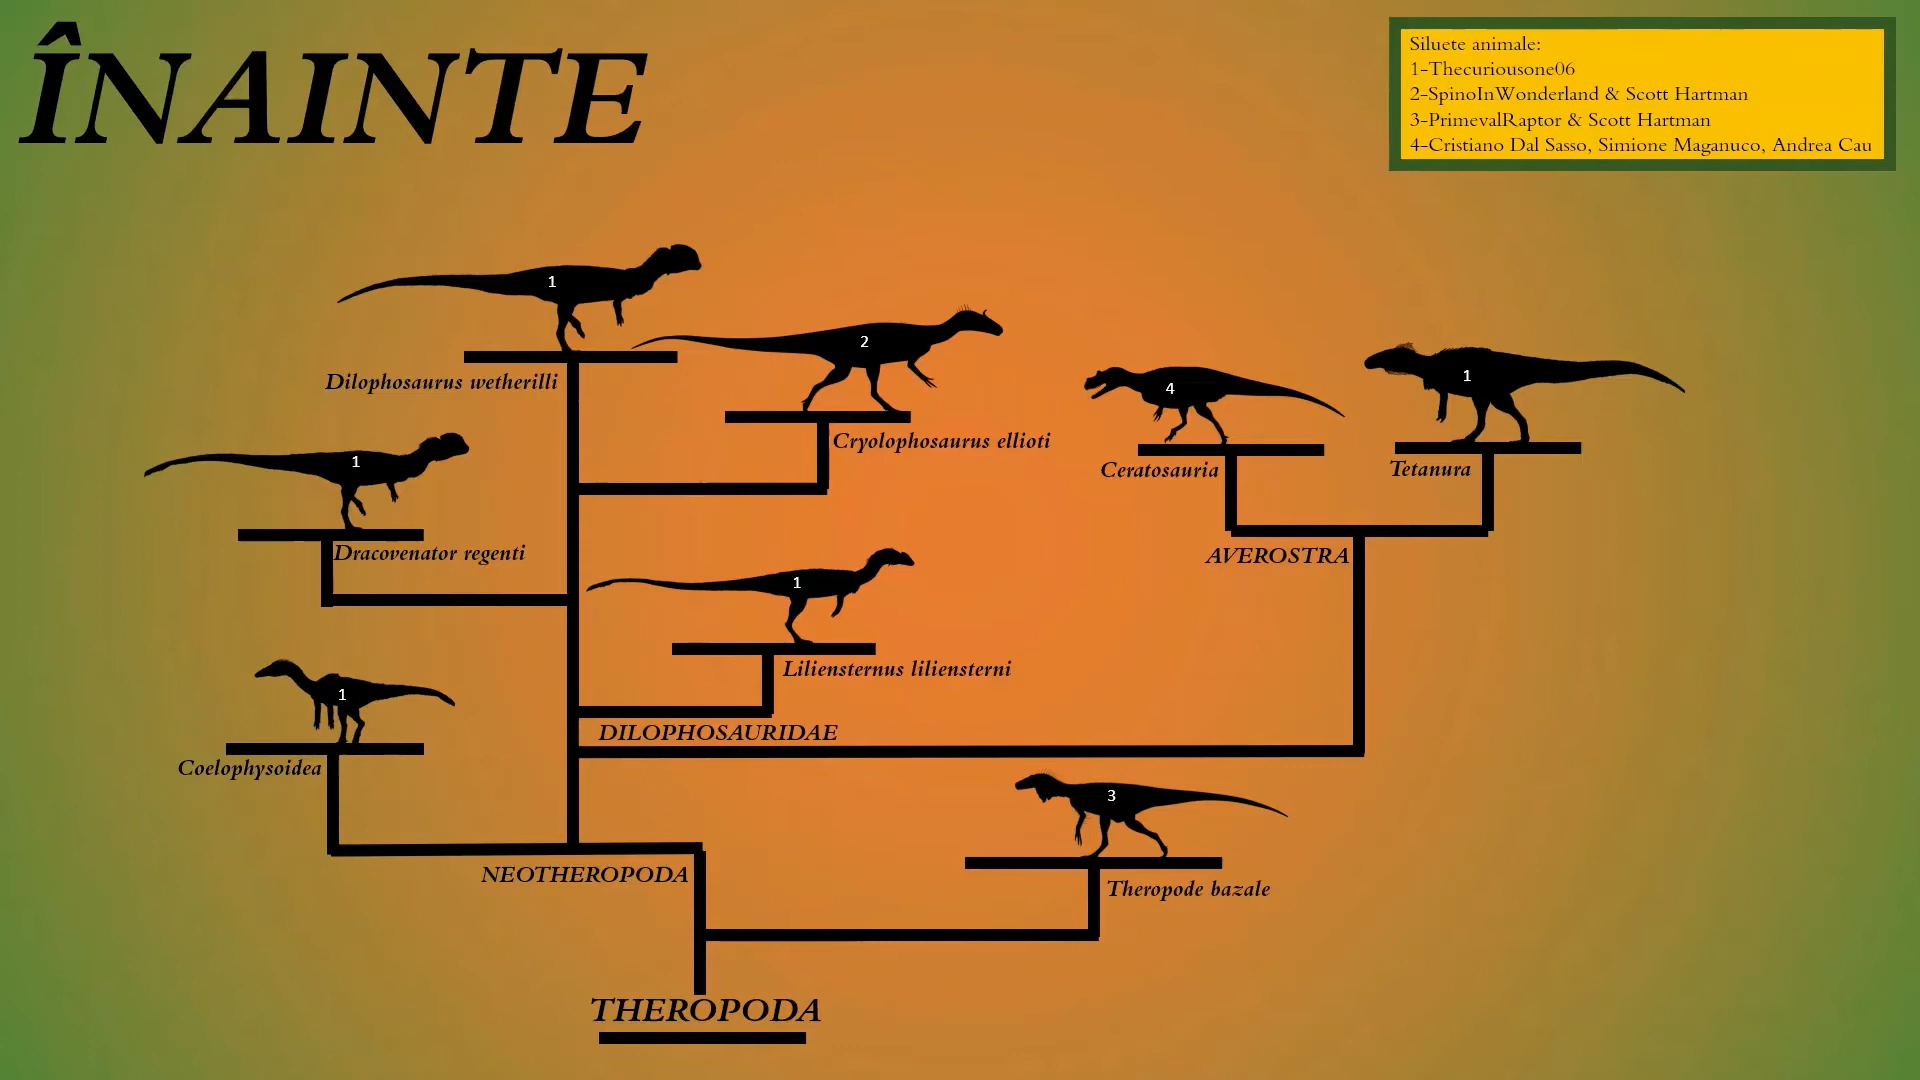 ÎNAINTE
Siluete animale:
1-Thecuriousone06
2-SpinoInWonderland & Scott Hartman
3-PrimevalRaptor & Scott Hartman
4-Cristiano Dal Sasso, Simione Maganuco, Andrea Cau
1
2
Dilophosaurus wetherilli
4
1
Cryolophosaurus ellioti
Ceratosauria
Tetanura
1
Dracovenator regenti
AVEROSTRA
1
Liliensternus liliensterni
1
DILOPHOSAURIDAE
Coelophysoidea
3
NEOTHEROPODA
Theropode bazale
THEROPODA